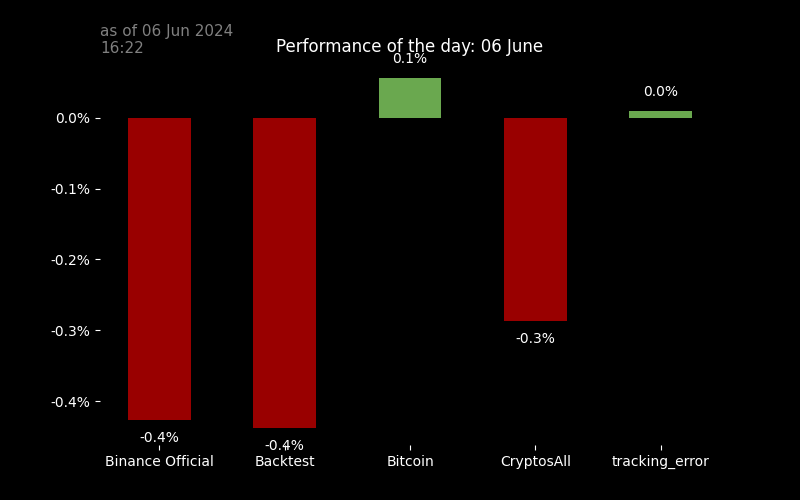 as of 06 Jun 2024
16:22
Performance of the day: 06 June
0.1%
0.0%
0.0%
-0.1%
-0.2%
-0.3%
-0.3%
-0.4%
-0.4%
-0.4%
Binance Official
Backtest
Bitcoin
CryptosAll
tracking_error